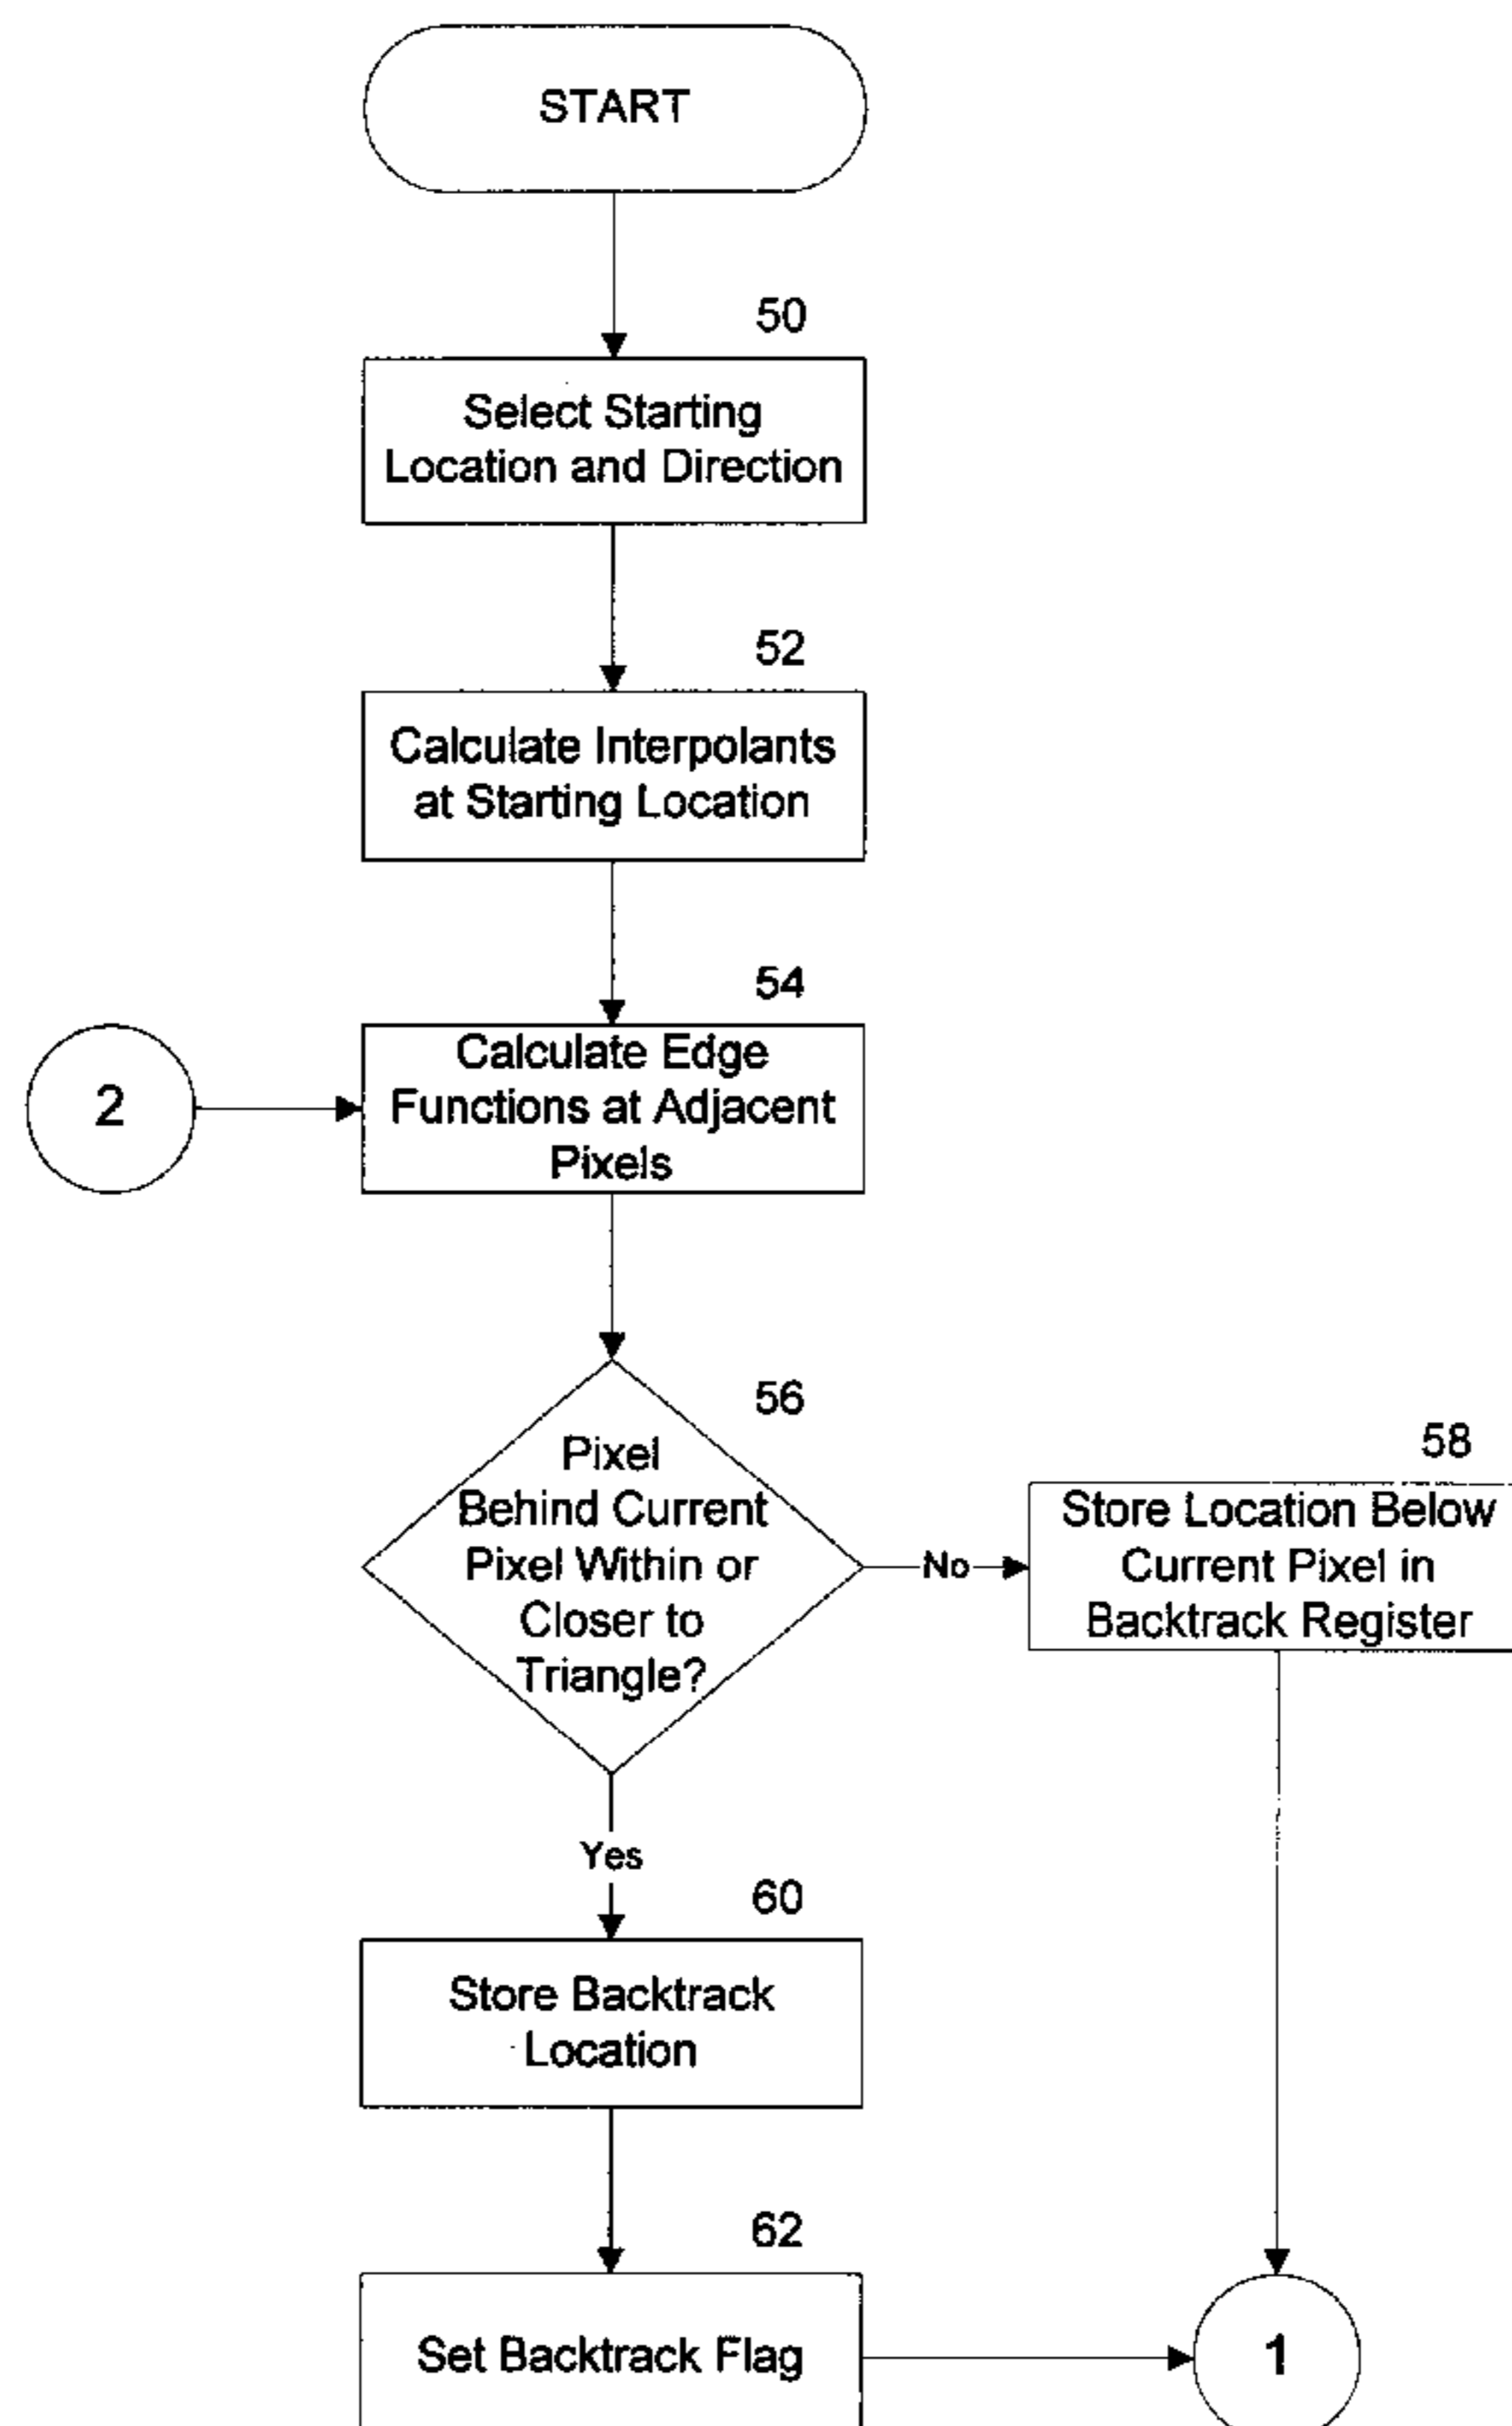 START
50
Select Starting
Location and Direction
52
Calculate Interpolants
at Starting Location
54
Calculate Edge
Functions at Adjacent
Pixels
2
56
Pixel
Behind Current
Pixel Within or
Closer to
Triangle?
No
58
Store Location Below
Current Pixel in
Backtrack Register
Yes
60
Store Backtrack
Location
62
Set Backtrack Flag
1